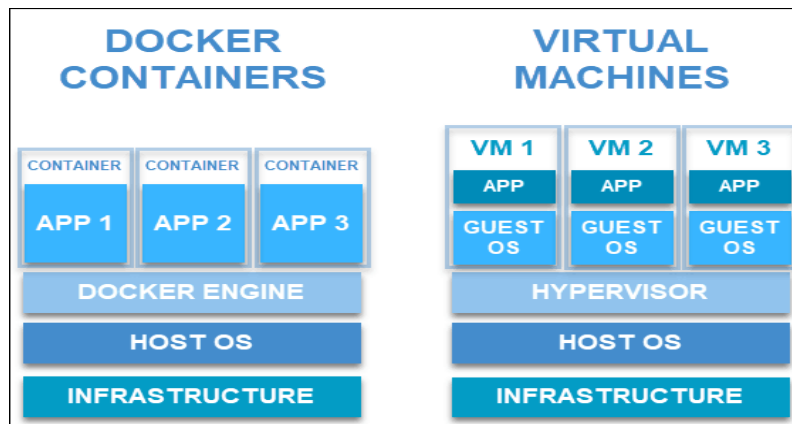 DOCKER
CONTAINERS
CONTAINER CONTAINER CONTAINER
APP 1 APP 2 APP 3
DOCKER ENGINE
HOST OS
INFRASTRUCTURE
VIRTUAL
MACHINES
VM 1 VM 2 VM 3
APP APP APP
GUEST GUEST GUEST
OS OS OS
HYPERVISOR
HOST OS
INFRASTRUCTURE